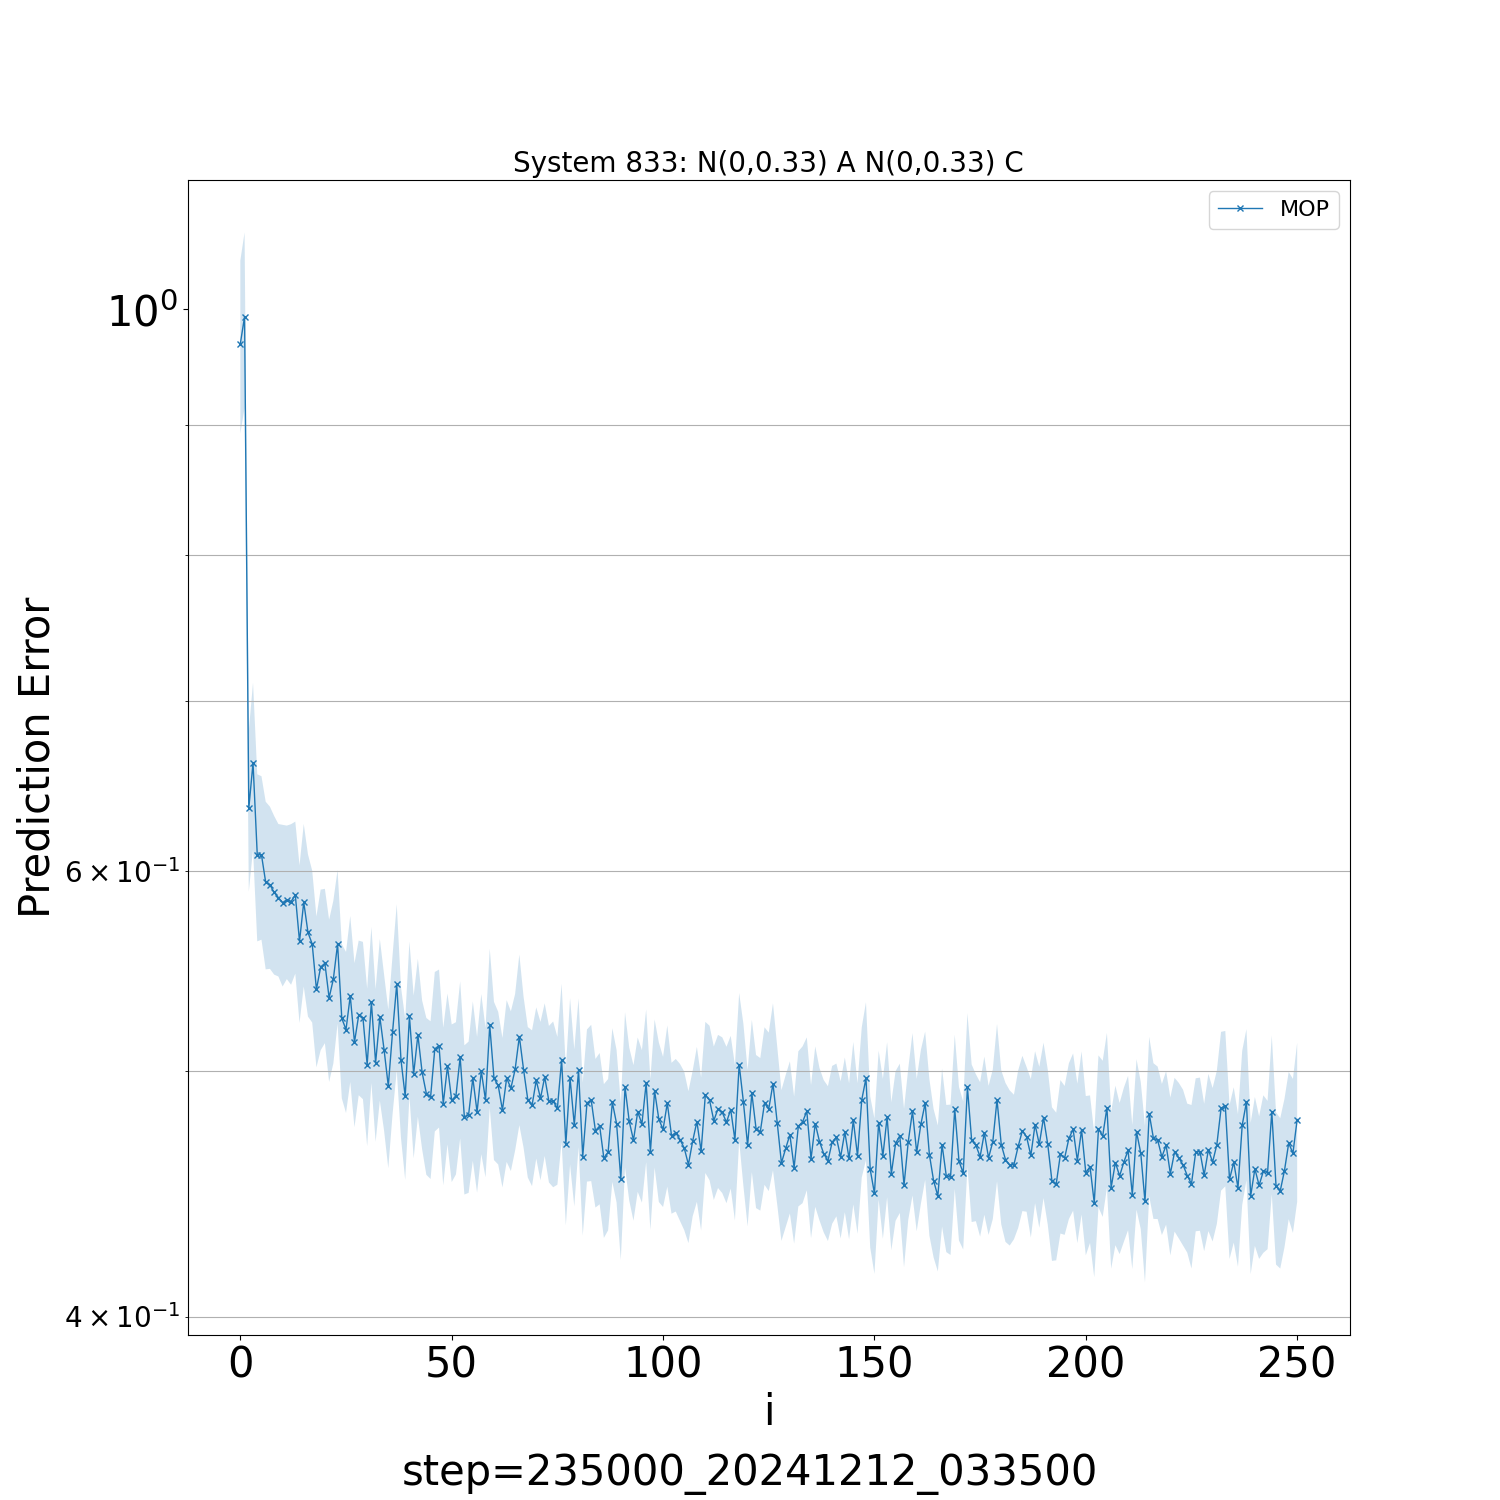 System 833: N(0,0.33) A N(0,0.33) C
MOP
10⁰
Prediction Error
6 × 10⁻¹
4 × 10⁻¹
0 50 100 150 200 250
i
step=235000_20241212_033500